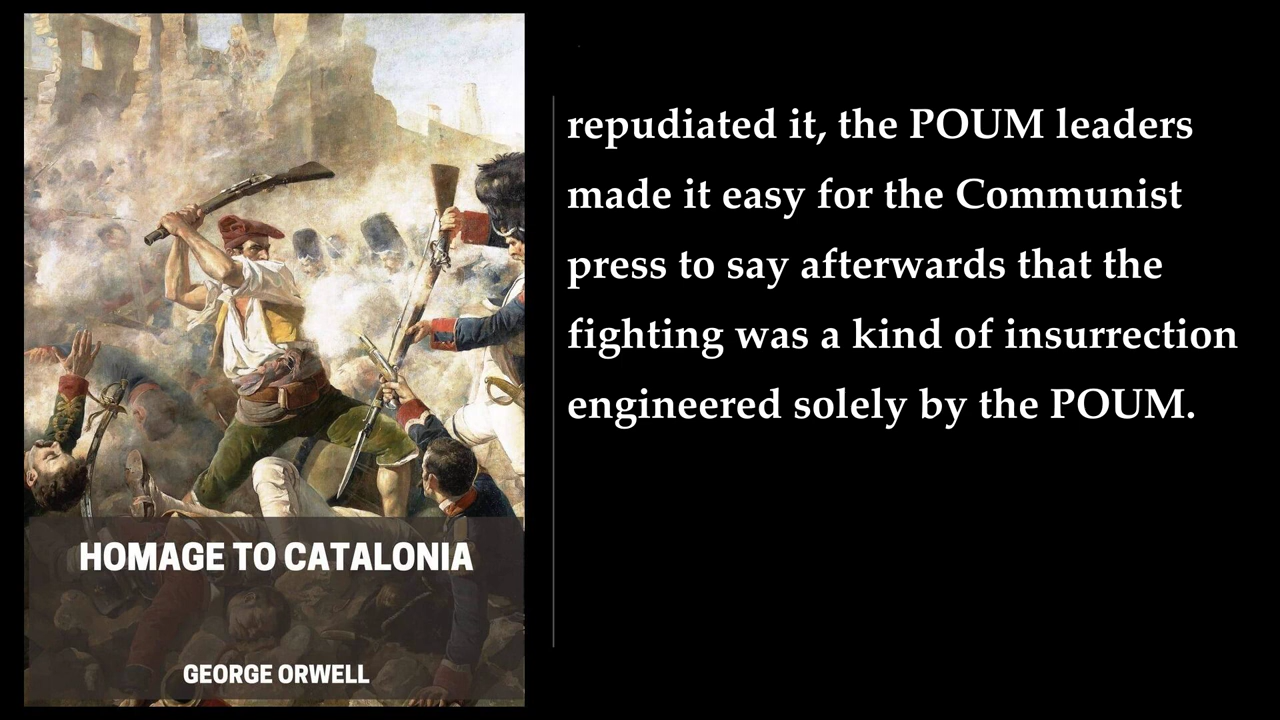 repudiated it, the POUM leaders
made it easy for the Communist
press to say afterwards that the
fighting was a kind of insurrection
engineered solely by the POUM.
HOMAGE TO CATALONIA
GEORGE ORWELL